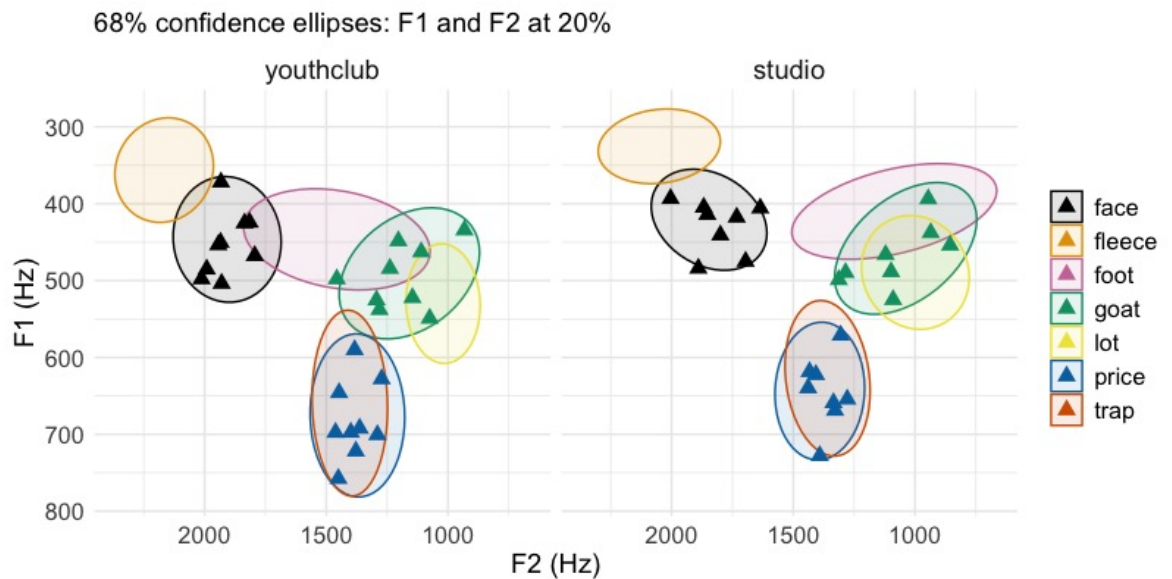 68% confidence ellipses: F1 and F2 at 20%
youthclub
studio
F1 (Hz)
300
400
500
600
700
800
2000
1500
1000
2000
1500
1000
F2 (Hz)
face
fleece
foot
goat
lot
price
trap